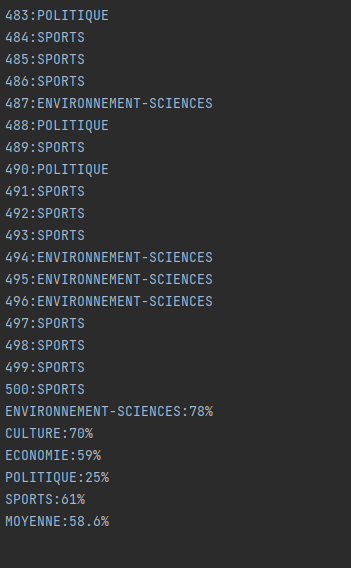 483:POLITIQUE
484:SPORTS
485:SPORTS
486:SPORTS
487:ENVIRONNEMENT-SCIENCES
488:POLITIQUE
489:SPORTS
490:POLITIQUE
491:SPORTS
492:SPORTS
493:SPORTS
494:ENVIRONNEMENT-SCIENCES
495:ENVIRONNEMENT-SCIENCES
496:ENVIRONNEMENT-SCIENCES
497:SPORTS
498:SPORTS
499:SPORTS
500:SPORTS
ENVIRONNEMENT-SCIENCES:78%
CULTURE:70%
ECONOMIE:59%
POLITIQUE:25%
SPORTS:61%
MOYENNE:58.6%